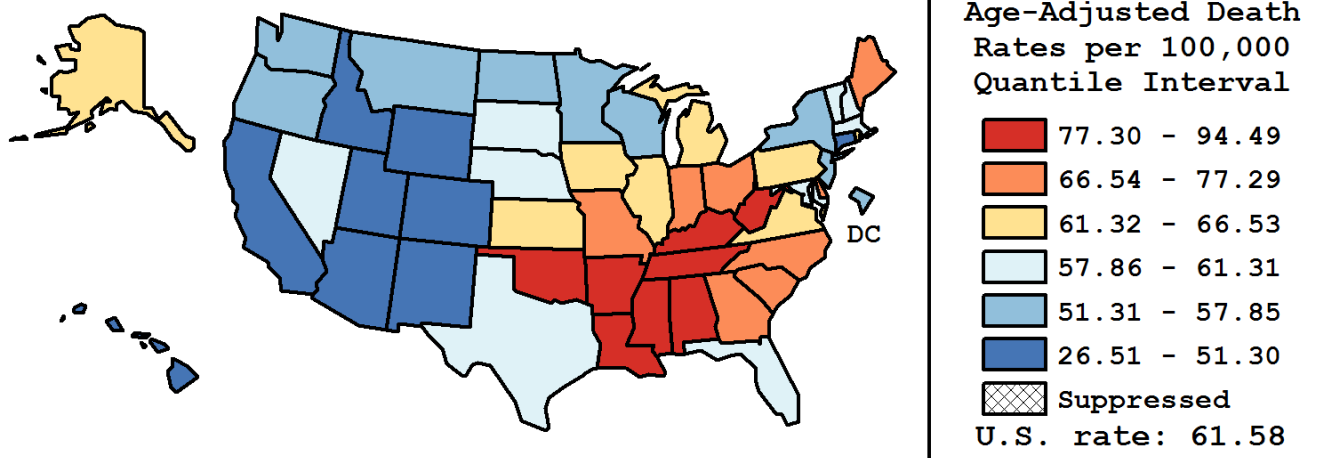 Age-Adjusted Death
Rates per 100,000
Quantile Interval
77.30 - 94.49
66.54 - 77.29
61.32 - 66.53
57.86 - 61.31
51.31 - 57.85
26.51 - 51.30
Suppressed
U.S. rate: 61.58
DC